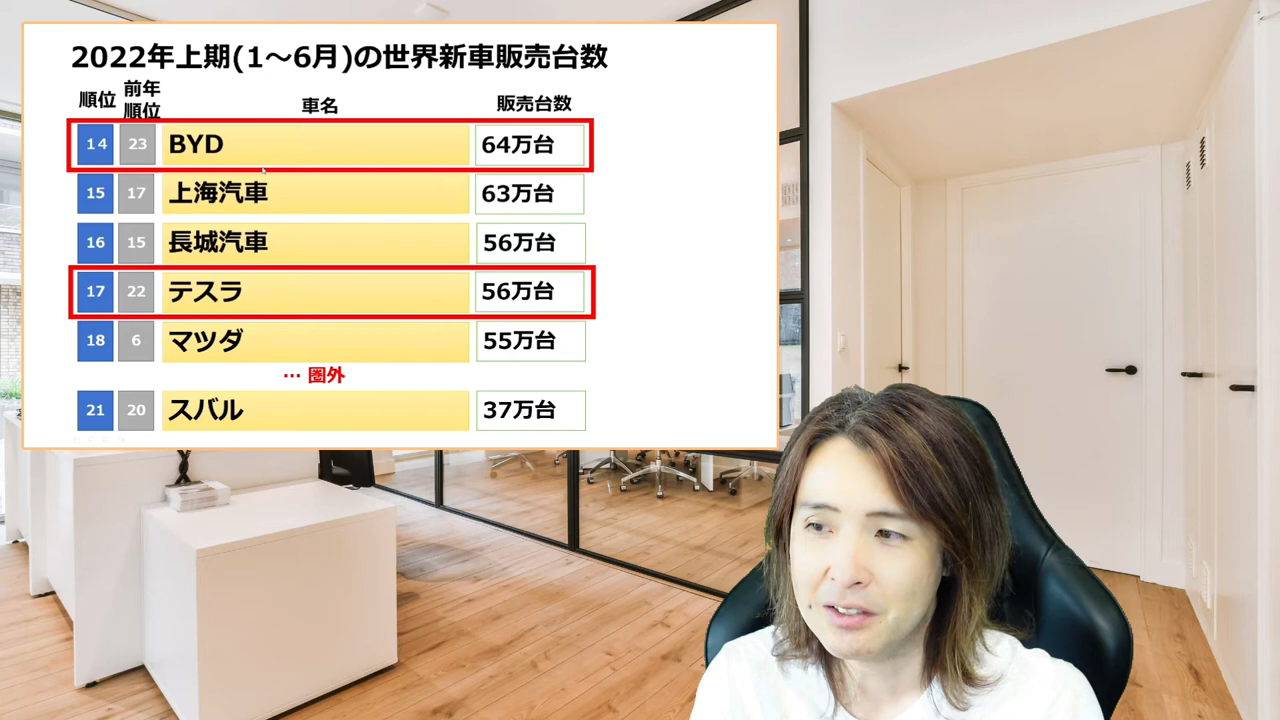 2022年上期(1～6月)の世界新車販売台数
順位 前年順位 車名 販売台数
14 23 BYD 64万台
15 17 上海汽車 63万台
16 15 長城汽車 56万台
17 22 テスラ 56万台
18 6 マツダ 55万台
… 圏外
21 20 スバル 37万台